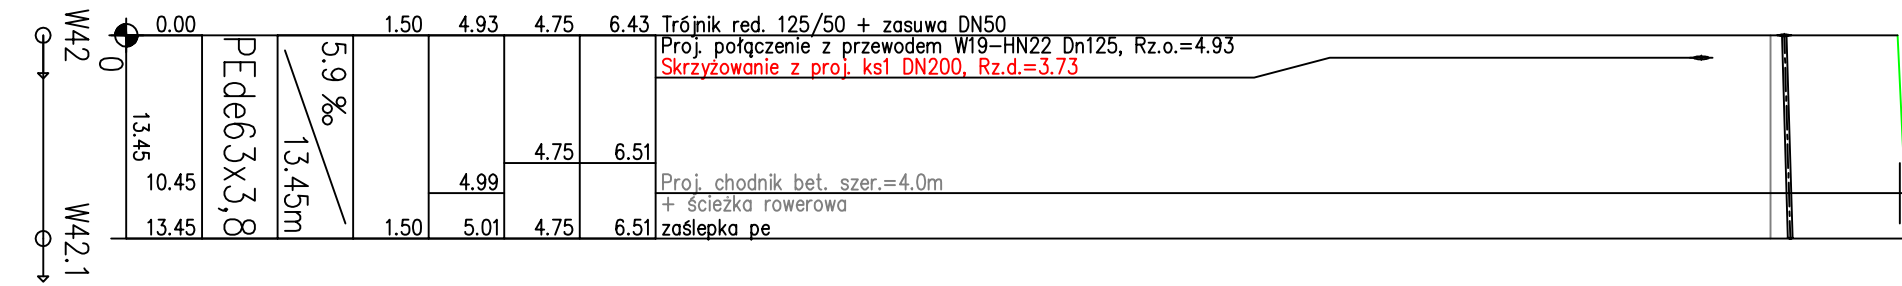 W42
0
0.00 1.50 4.93 4.75 6.43 Trójnik red. 125/50 + zasuwa DN50
Proj. połączenie z przewodem W19-HN22 Dn125, Rz.o.=4.93
Skrzyżowanie z proj. ks1 DN200, Rz.d.=3.73
13.45
PEde63x3,8
5.9 ‰
13.45m
4.75 6.51
10.45 4.99 Proj. chodnik bet. szer.=4.0m
+ ścieżka rowerowa
W42.1
13.45 1.50 5.01 4.75 6.51 zaślepka pe